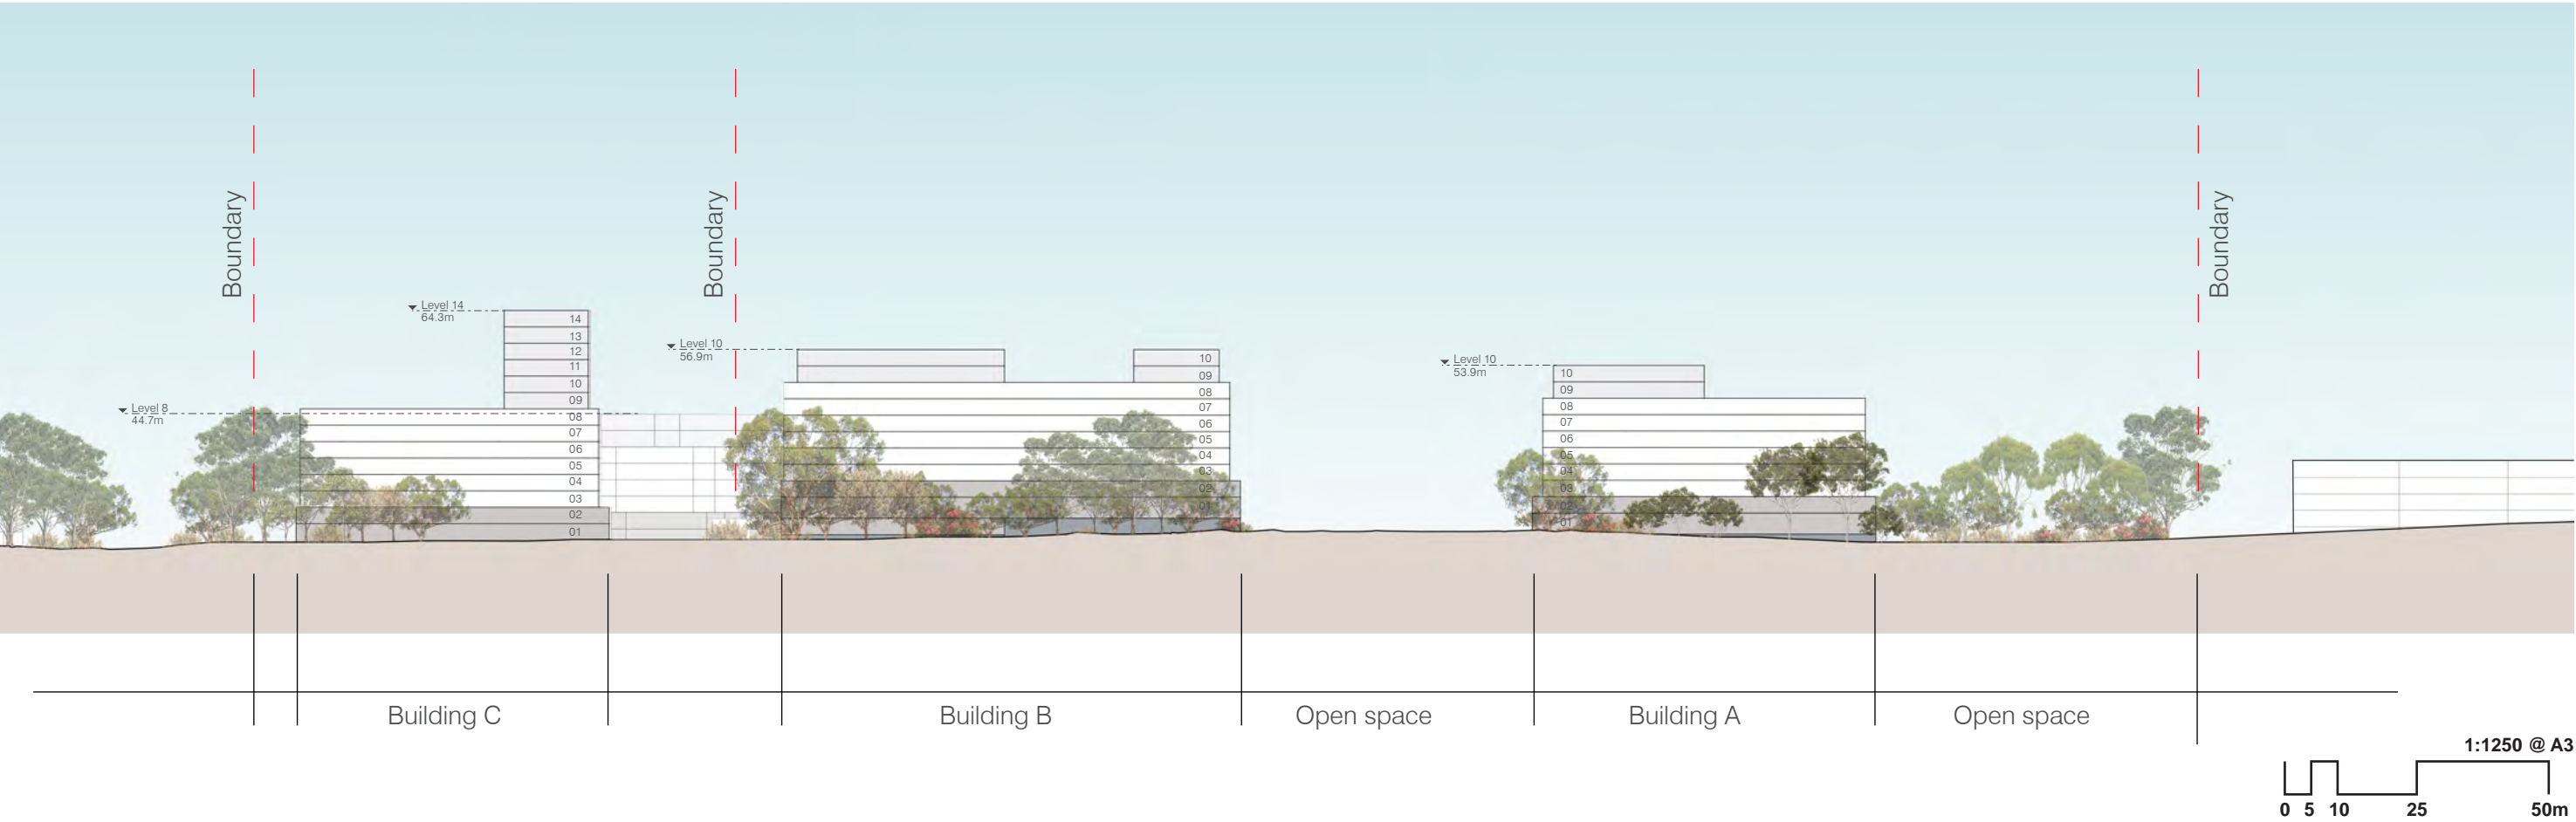 Boundary
Boundary
Boundary
Level 14
64.3m
Level 10
56.9m
Level 10
53.9m
Level 8
44.7m
14
13
12
11
10
09
08
07
06
05
04
03
02
01
10
09
08
07
06
05
04
03
02
01
10
09
08
07
06
05
04
03
02
01
Building C
Building B
Open space
Building A
Open space
1:1250 @ A3
0 5 10 25 50m